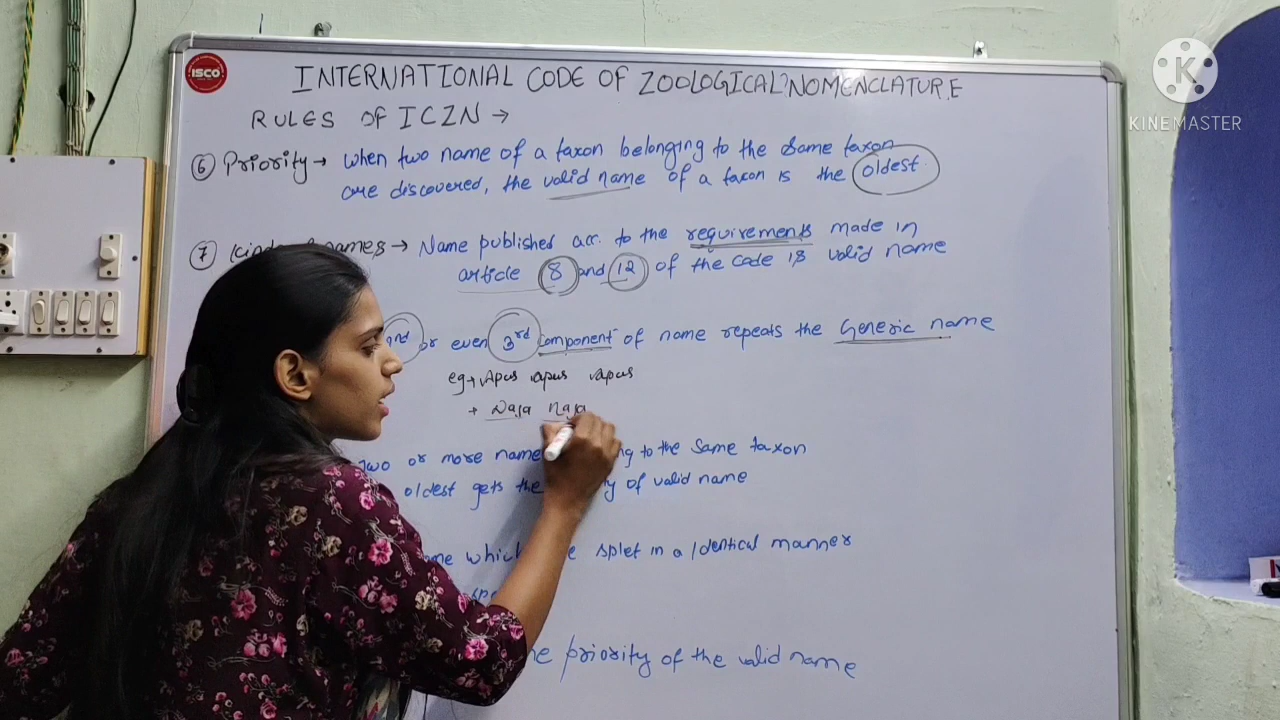 ISCO
INTERNATIONAL CODE OF ZOOLOGICAL NOMENCLATURE
RULES OF ICZN →
⑥ Priority → when two name of a taxon belonging to the same taxon
are discovered, the valid name of a taxon is the oldest.
⑦ names → Name published acc. to the requirements made in
article 8 and 12 of the code is valid name
2nd or even 3rd component of name repeats the Generic name
eg → Apus apus apus
→ Naja naja
Two or more name to the same taxon
oldest gets the of valid name
splet in a identical manner
priority of the valid name
K
KINEMASTER